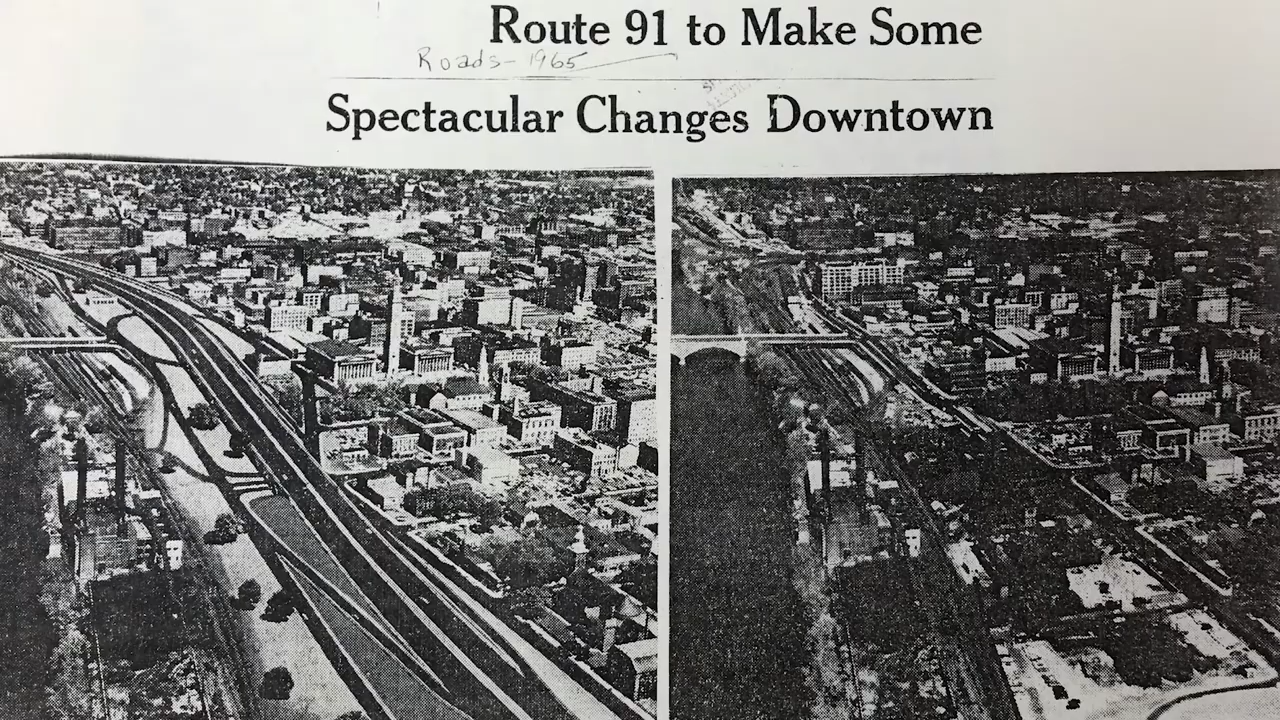 Route 91 to Make Some
Roads - 1965
Spectacular Changes Downtown